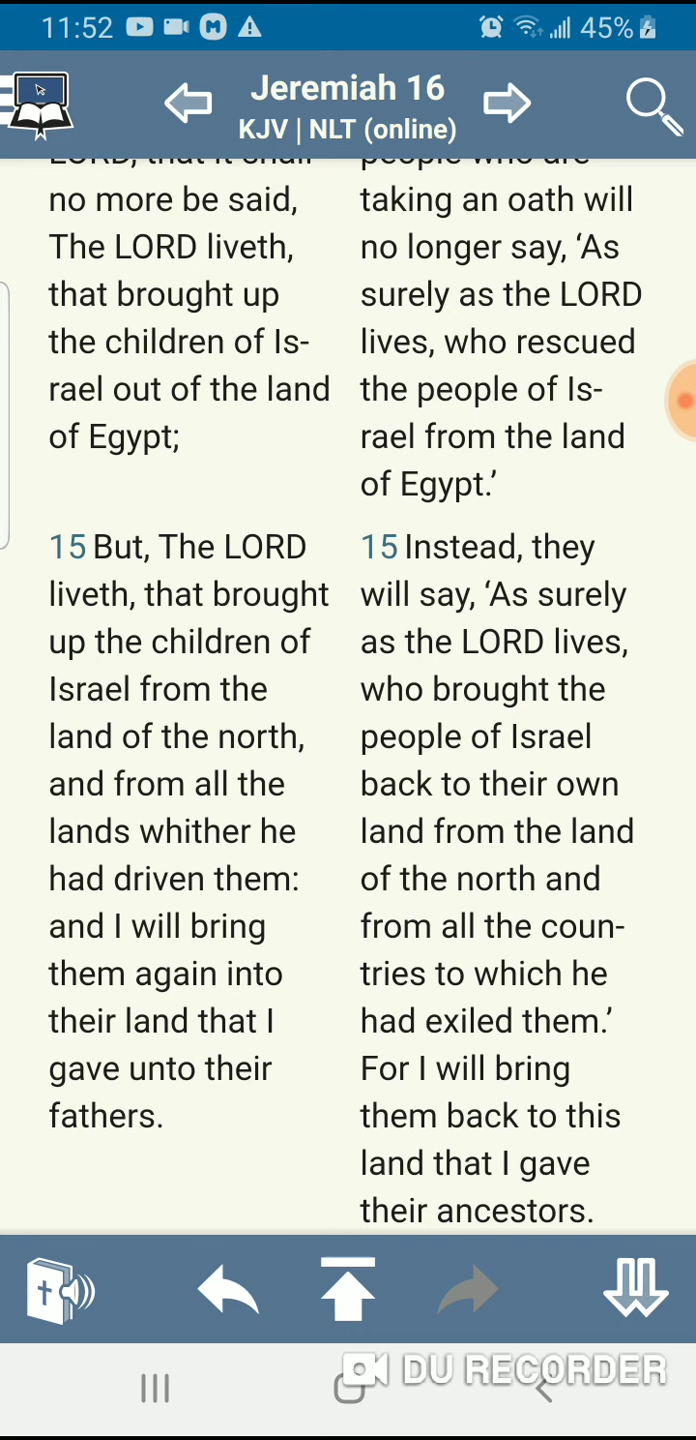 11:52
45%
Jeremiah 16
KJV | NLT (online)
LORD, that it shall
no more be said,
The LORD liveth,
that brought up
the children of Is-
rael out of the land
of Egypt;
15 But, The LORD
liveth, that brought
up the children of
Israel from the
land of the north,
and from all the
lands whither he
had driven them:
and I will bring
them again into
their land that I
gave unto their
fathers.
people who are
taking an oath will
no longer say, ‘As
surely as the LORD
lives, who rescued
the people of Is-
rael from the land
of Egypt.’
15 Instead, they
will say, ‘As surely
as the LORD lives,
who brought the
people of Israel
back to their own
land from the land
of the north and
from all the coun-
tries to which he
had exiled them.’
For I will bring
them back to this
land that I gave
their ancestors.
DU RECORDER